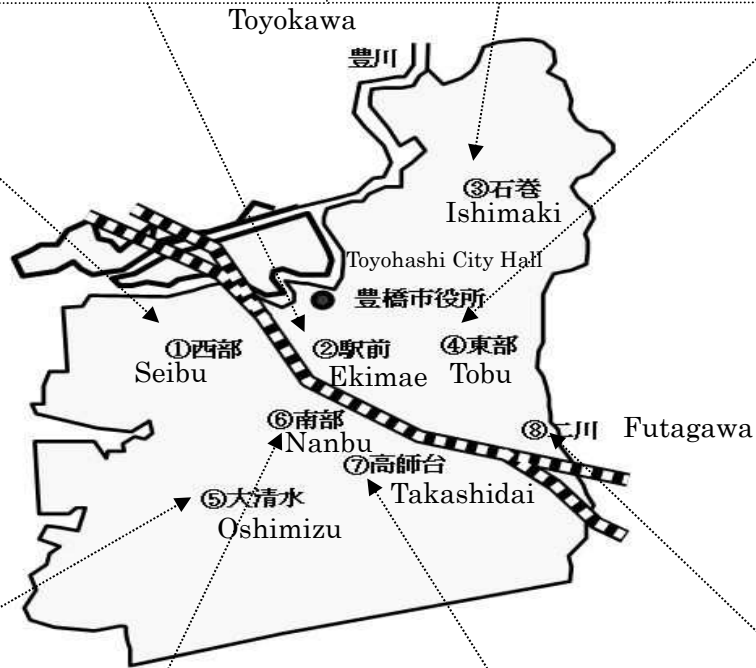 Toyokawa
豊川
③石巻
Ishimaki
Toyohashi City Hall
豊橋市役所
①西部
Seibu
②駅前
Ekimae
④東部
Tobu
⑥南部
Nanbu
⑧二川
Futagawa
⑦高師台
Takashidai
⑤大清水
Oshimizu